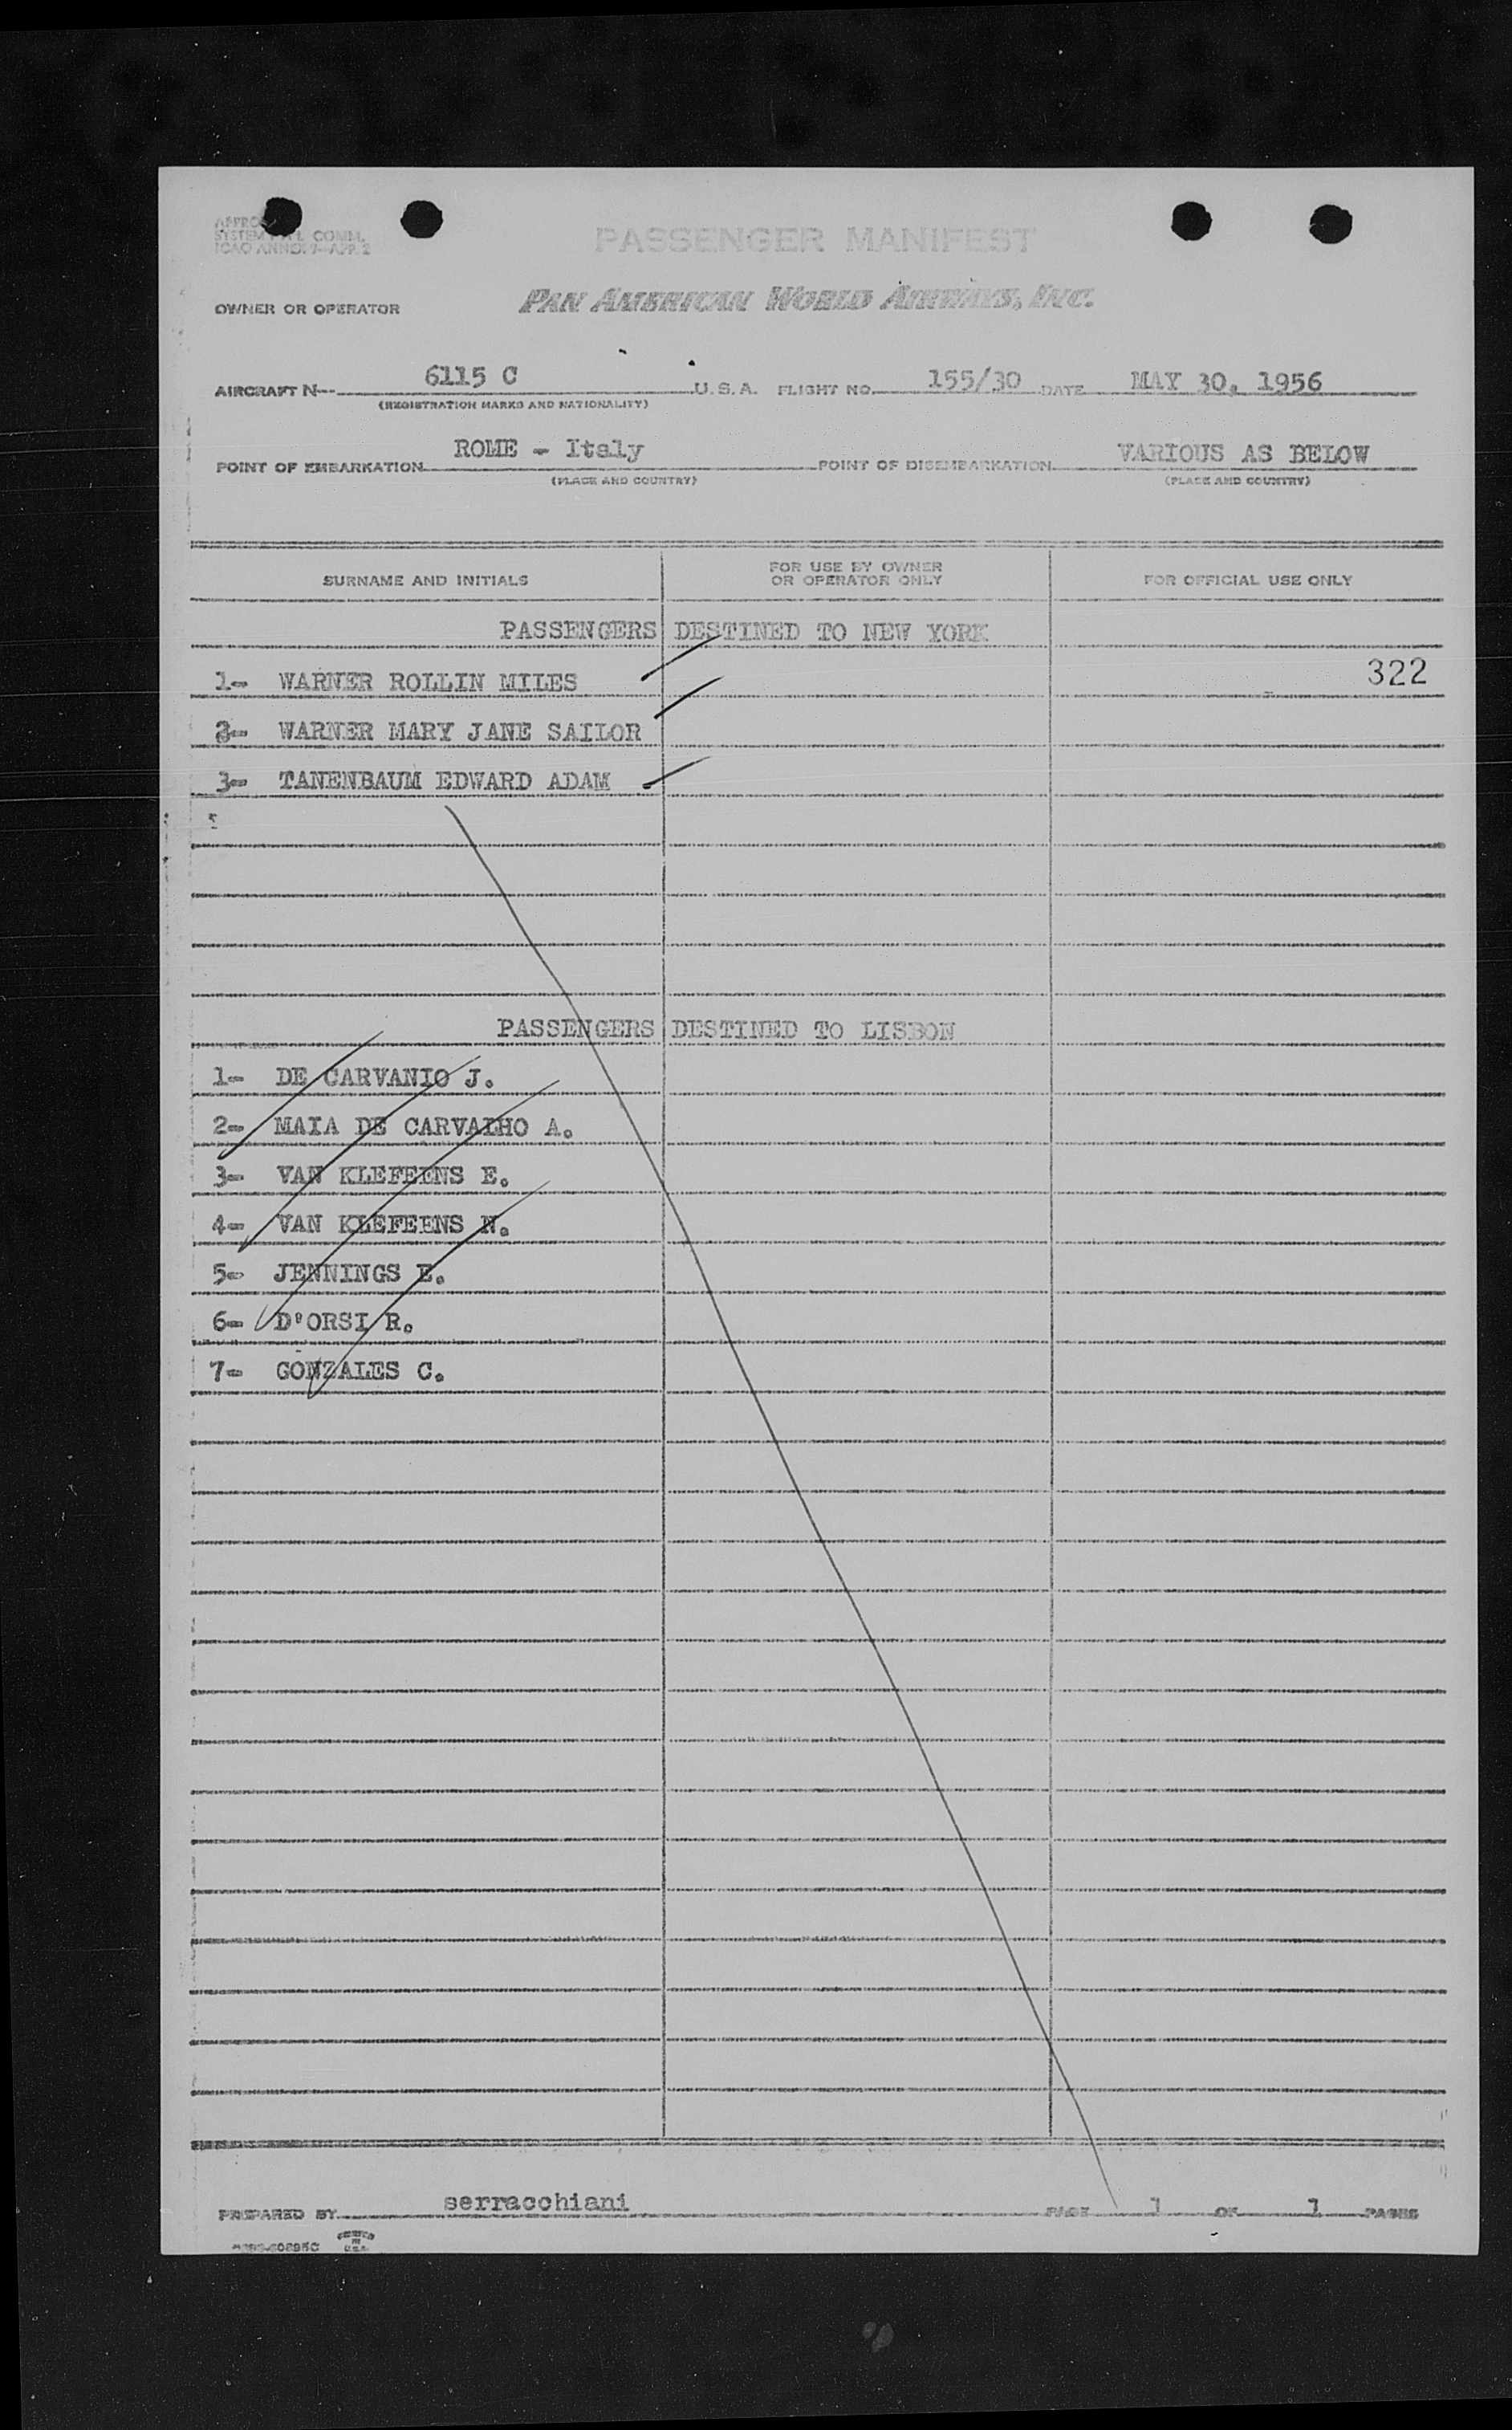 PASSENGER MANIFEST
SYSTEM COMM.
OWNER OR OPERATOR PAN AMERICAN WORLD AIRWAYS, INC.
AIRCRAFT N-- 6115 C U.S.A. FLIGHT NO. 155/30 DATE MAY 30, 1956
(REGISTRATION MARKS AND NATIONALITY)
POINT OF EMBARKATION ROME - Italy POINT OF DISEMBARKATION VARIOUS AS BELOW
(PLACE AND COUNTRY) (PLACE AND COUNTRY)
SURNAME AND INITIALS FOR USE BY OWNER OR OPERATOR ONLY FOR OFFICIAL USE ONLY
PASSENGERS DESTINED TO NEW YORK
1- WARNER ROLLIN MILES 322
2- WARNER MARY JANE SAILOR
3- TANENBAUM EDWARD ADAM
PASSENGERS DESTINED TO LISBON
1- DE CARVANIO J.
2- MAIA DE CARVALHO A.
3- VAN KLEFEENS E.
4- VAN KLEFEENS N.
5- JENNINGS E.
6- D'ORSI R.
7- GONZALES C.
PREPARED BY serracchiani PAGE 1 OF 1 PAGES